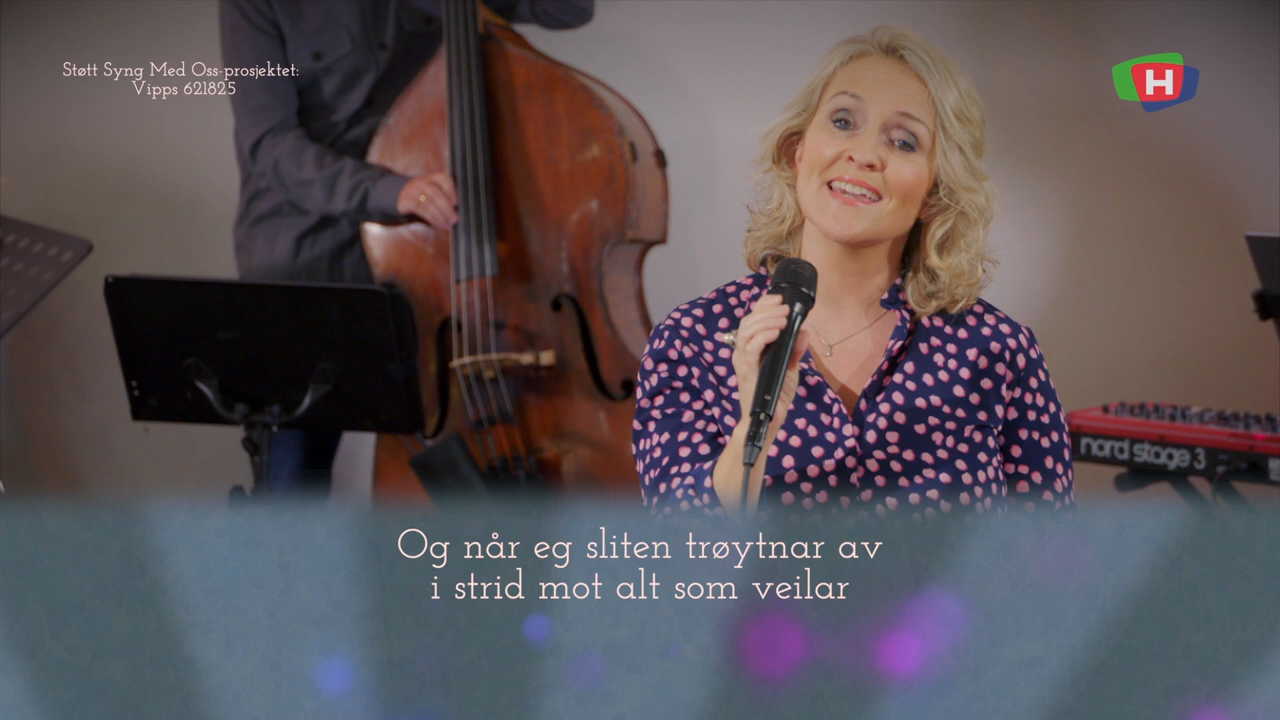 Støtt Syng Med Oss-prosjektet:
Vipps 621825
H
nord stage 3
Og når eg sliten trøytnar av
i strid mot alt som veilar